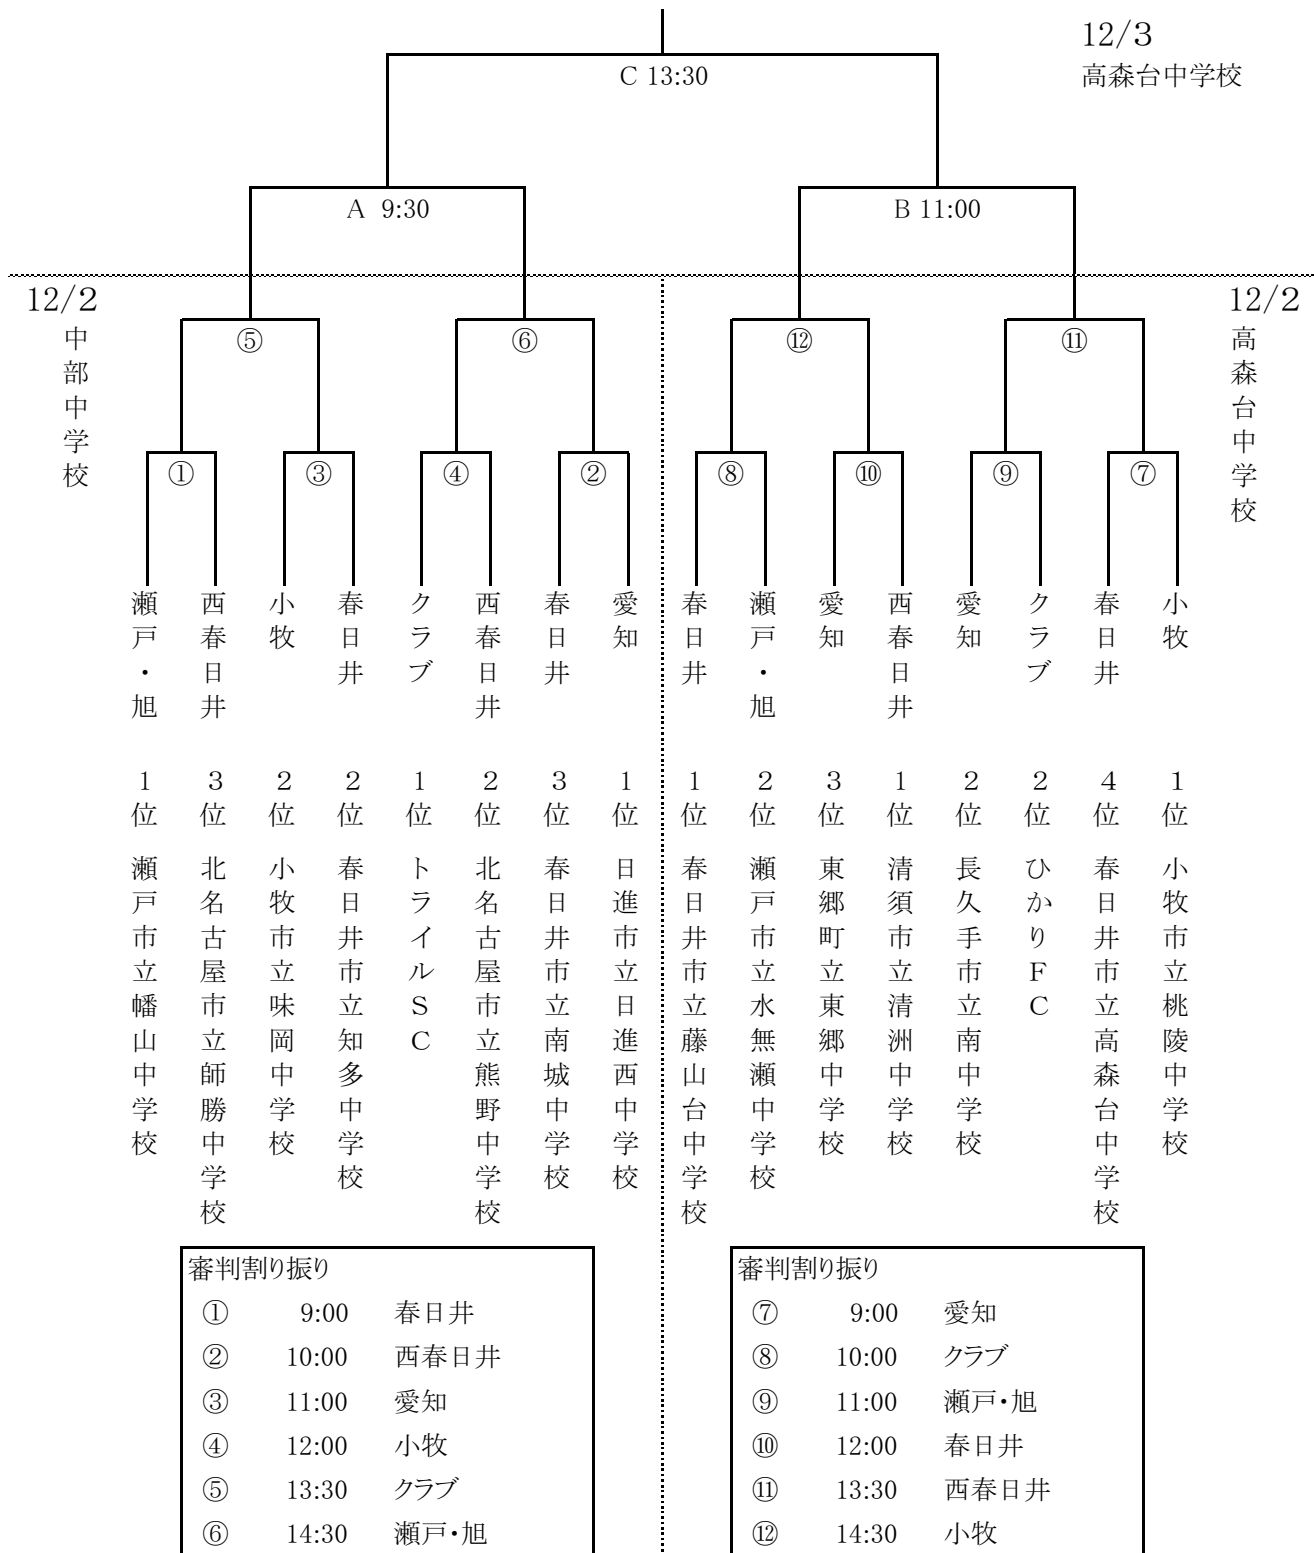 12/3
高森台中学校
C 13:30
A 9:30
B 11:00
12/2
中部中学校
12/2
高森台中学校
⑤
⑥
⑫
⑪
①
③
④
②
⑧
⑩
⑨
⑦
瀬戸・旭 1位 瀬戸市立幡山中学校
西春日井 3位 北名古屋市立師勝中学校
小牧 2位 小牧市立味岡中学校
春日井 2位 春日井市立知多中学校
クラブ 1位 トライルSC
西春日井 2位 北名古屋市立熊野中学校
春日井 3位 春日井市立南城中学校
愛知 1位 日進市立日進西中学校
春日井 1位 春日井市立藤山台中学校
瀬戸・旭 2位 瀬戸市立水無瀬中学校
愛知 3位 東郷町立東郷中学校
西春日井 1位 清須市立清洲中学校
愛知 2位 長久手市立南中学校
クラブ 2位 ひかりFC
春日井 4位 春日井市立高森台中学校
小牧 1位 小牧市立桃陵中学校
審判割り振り
① 9:00 春日井
② 10:00 西春日井
③ 11:00 愛知
④ 12:00 小牧
⑤ 13:30 クラブ
⑥ 14:30 瀬戸・旭
審判割り振り
⑦ 9:00 愛知
⑧ 10:00 クラブ
⑨ 11:00 瀬戸・旭
⑩ 12:00 春日井
⑪ 13:30 西春日井
⑫ 14:30 小牧